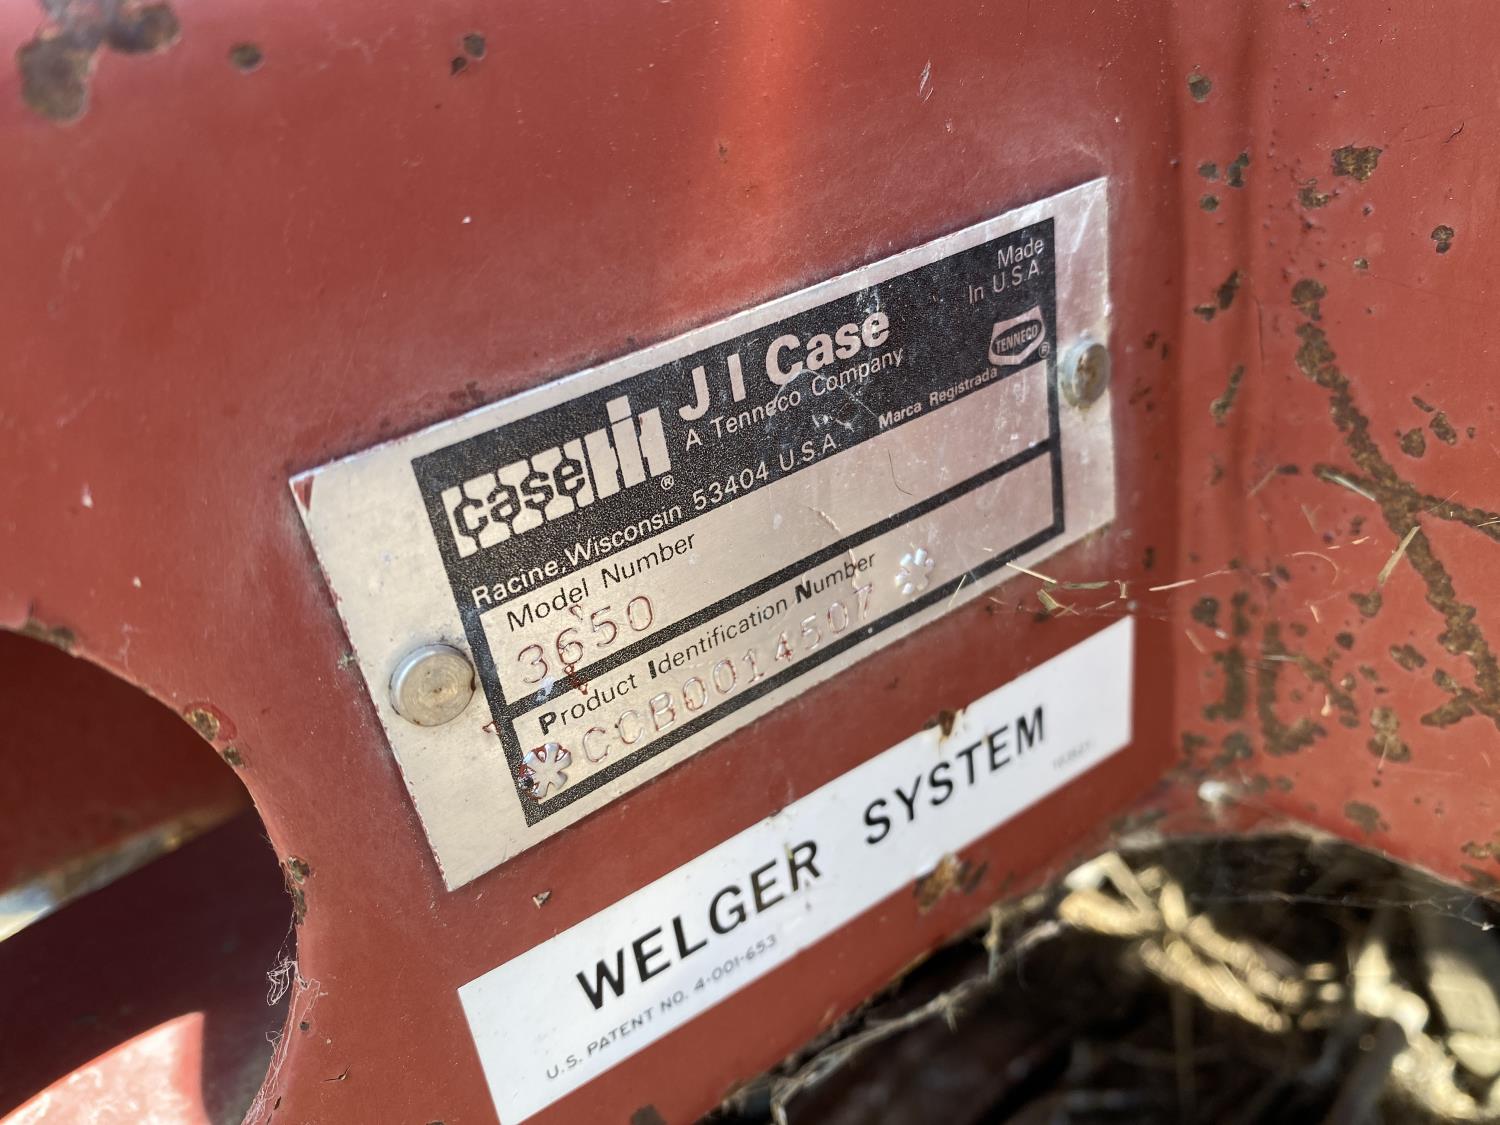 Made
In U.S.A.
case IH ®
J I Case
A Tenneco Company
TENNECO ®
Racine, Wisconsin 53404 U.S.A.
Marca Registrada
Model Number
3650
Product Identification Number
*CCB0014507*
WELGER SYSTEM
U.S. PATENT NO. 4-001-653